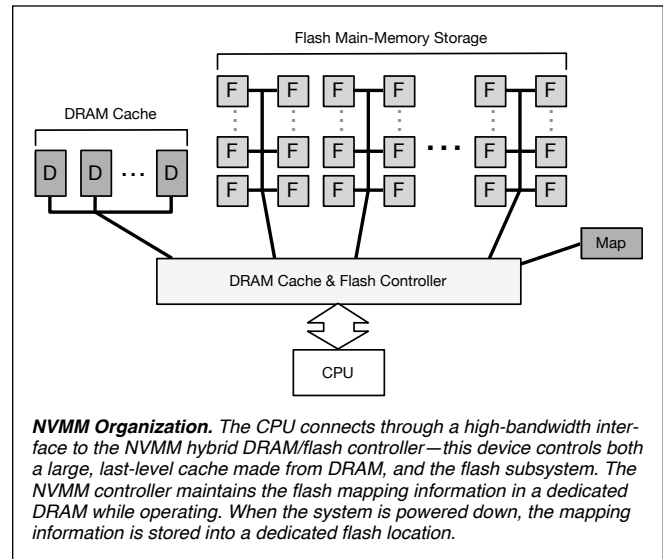 Flash Main-Memory Storage
DRAM Cache
F F F F F F
D D ... D
F F F F ... F F
F F F F F F
Map
DRAM Cache & Flash Controller
CPU
NVMM Organization. The CPU connects through a high-bandwidth inter-
face to the NVMM hybrid DRAM/flash controller—this device controls both
a large, last-level cache made from DRAM, and the flash subsystem. The
NVMM controller maintains the flash mapping information in a dedicated
DRAM while operating. When the system is powered down, the mapping
information is stored into a dedicated flash location.